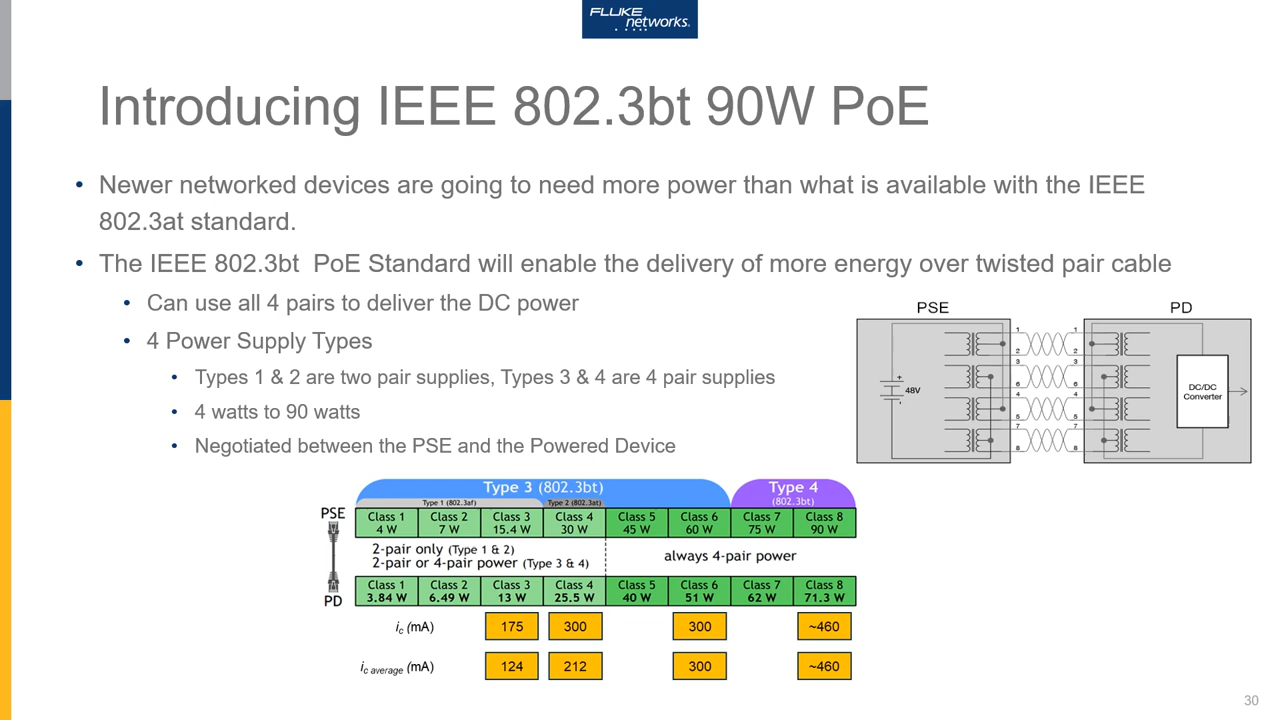 FLUKE
networks®
Introducing IEEE 802.3bt 90W PoE
• Newer networked devices are going to need more power than what is available with the IEEE
802.3at standard.
• The IEEE 802.3bt PoE Standard will enable the delivery of more energy over twisted pair cable
• Can use all 4 pairs to deliver the DC power
• 4 Power Supply Types
• Types 1 & 2 are two pair supplies, Types 3 & 4 are 4 pair supplies
• 4 watts to 90 watts
• Negotiated between the PSE and the Powered Device
PSE PD
+
48V
-
1 1
2 2
3 3
6 6
4 4
5 5
7 7
8 8
DC/DC
Converter
Type 3 (802.3bt) Type 4
(802.3bt)
Type 1 (802.3af) Type 2 (802.3at)
PSE
Class 1 Class 2 Class 3 Class 4 Class 5 Class 6 Class 7 Class 8
4 W 7 W 15.4 W 30 W 45 W 60 W 75 W 90 W
2-pair only (Type 1 & 2)
2-pair or 4-pair power (Type 3 & 4)
always 4-pair power
Class 1 Class 2 Class 3 Class 4 Class 5 Class 6 Class 7 Class 8
3.84 W 6.49 W 13 W 25.5 W 40 W 51 W 62 W 71.3 W
PD
ic (mA) 175 300 300 ~460
ic average (mA) 124 212 300 ~460
30